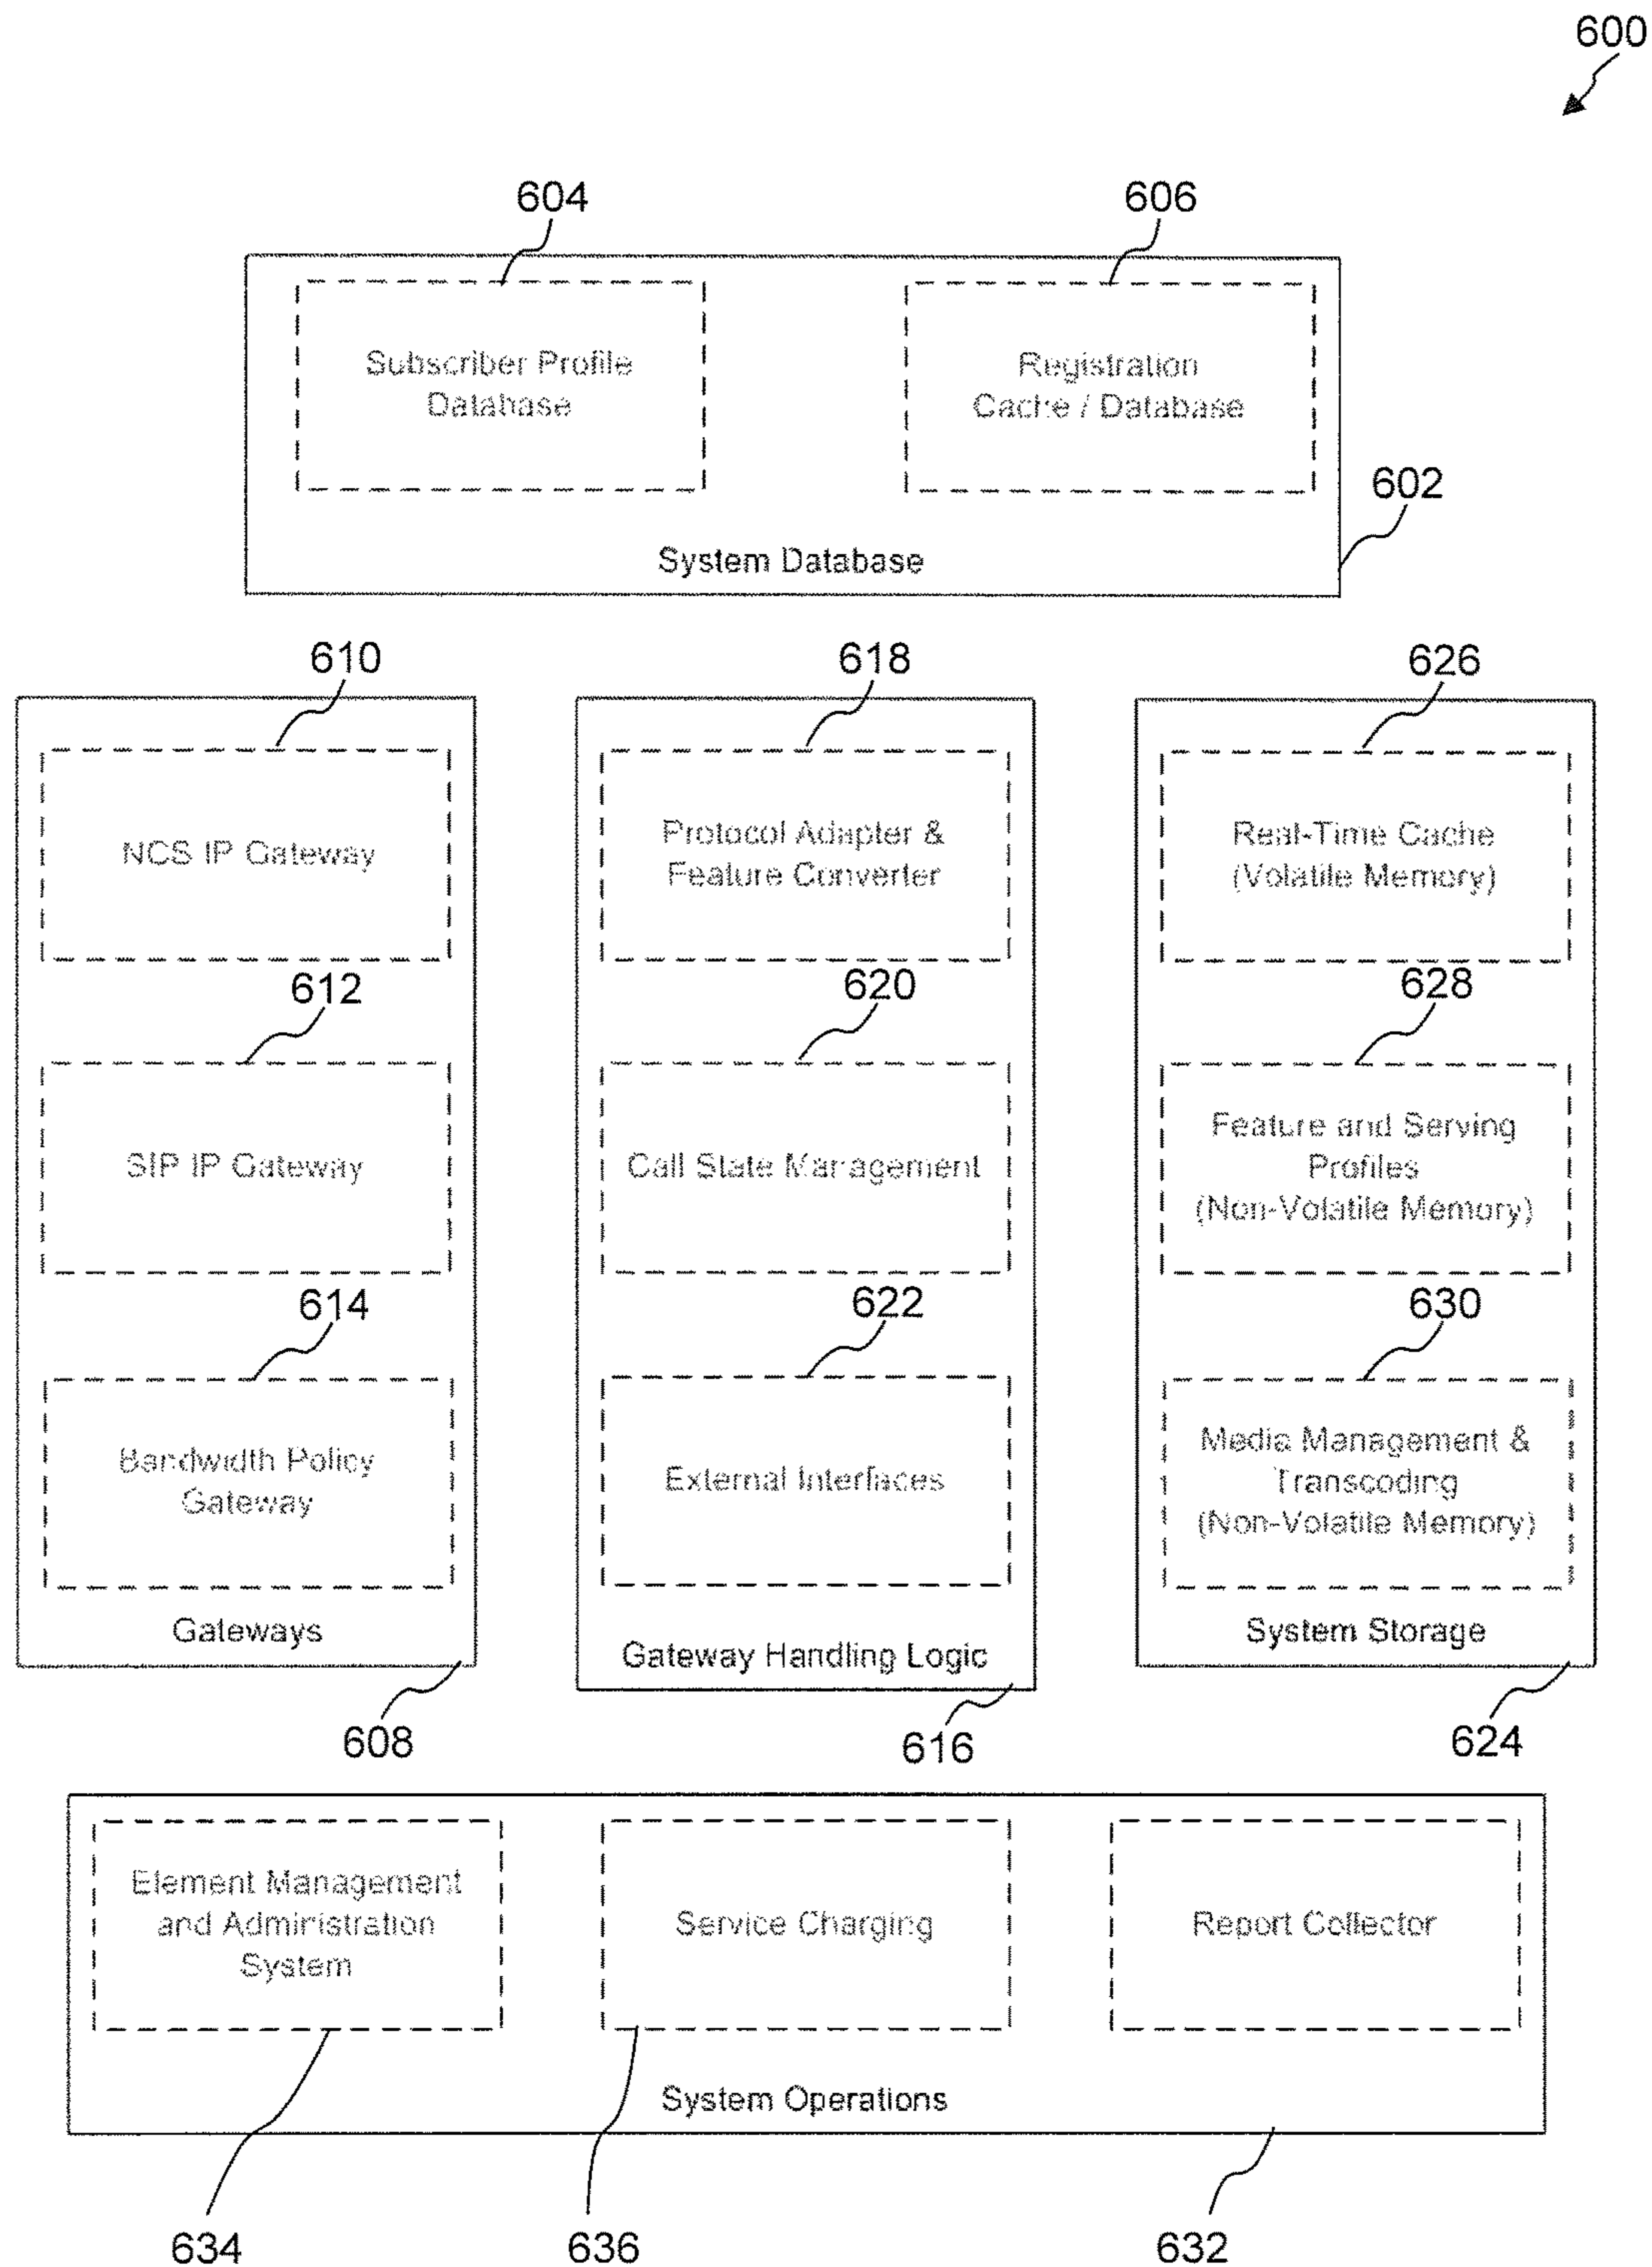 600
604
606
Subscriber Profile
Database
Registration
Cache / Database
602
System Database
610
618
626
NCS IP Gateway
Protocol Adapter &
Feature Converter
Real-Time Cache
(Volatile Memory)
612
620
628
SIP IP Gateway
Call State Management
Feature and Serving
Profiles
(Non-Volatile Memory)
614
622
630
Bandwidth Policy
Gateway
External Interfaces
Media Management &
Transcoding
(Non-Volatile Memory)
Gateways
Gateway Handling Logic
System Storage
608
616
624
Element Management
and Administration
System
Service Charging
Report Collector
System Operations
634
636
632